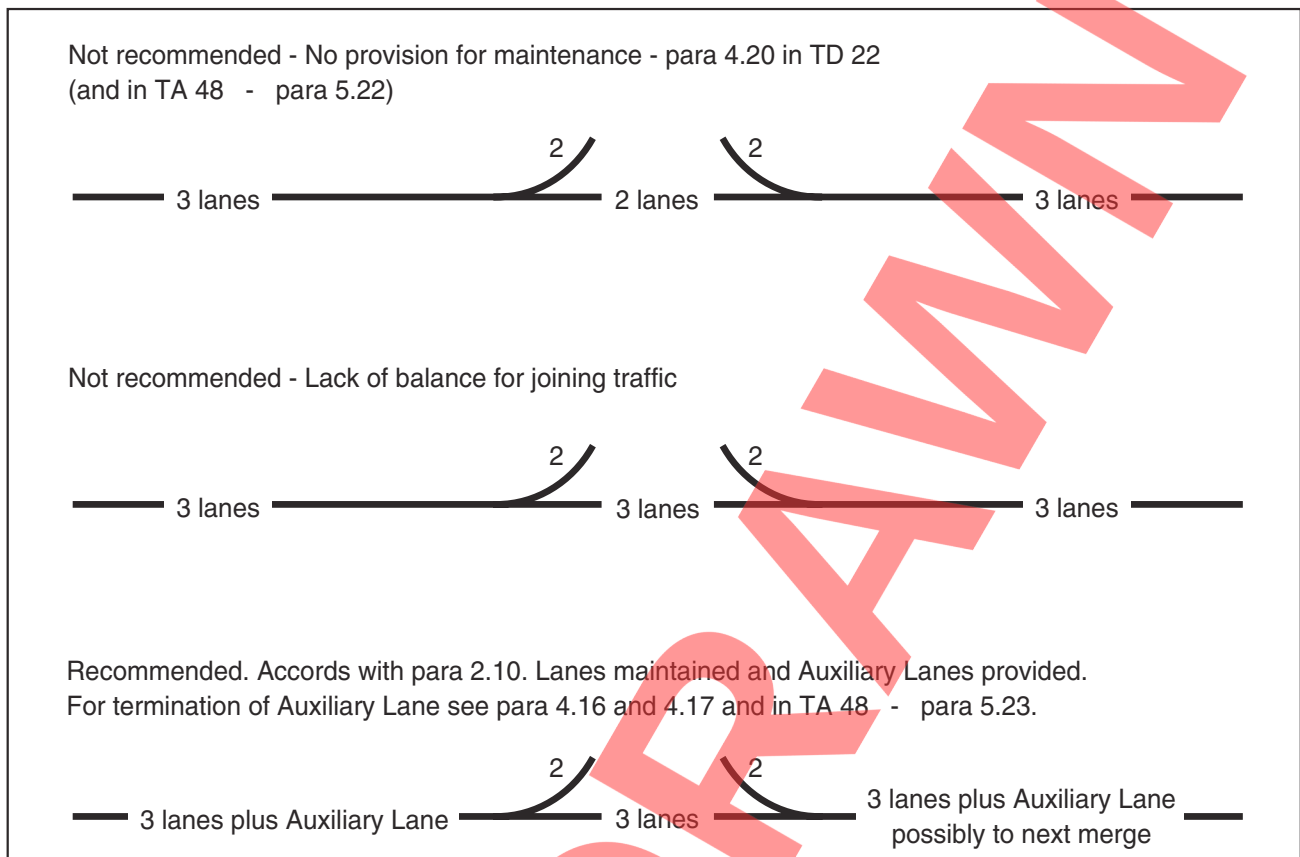 Not recommended - No provision for maintenance - para 4.20 in TD 22
(and in TA 48 - para 5.22)
2 2
3 lanes 2 lanes 3 lanes
Not recommended - Lack of balance for joining traffic
2 2
3 lanes 3 lanes 3 lanes
Recommended. Accords with para 2.10. Lanes maintained and Auxiliary Lanes provided.
For termination of Auxiliary Lane see para 4.16 and 4.17 and in TA 48 - para 5.23.
2 2
3 lanes plus Auxiliary Lane 3 lanes 3 lanes plus Auxiliary Lane
possibly to next merge
RAWN